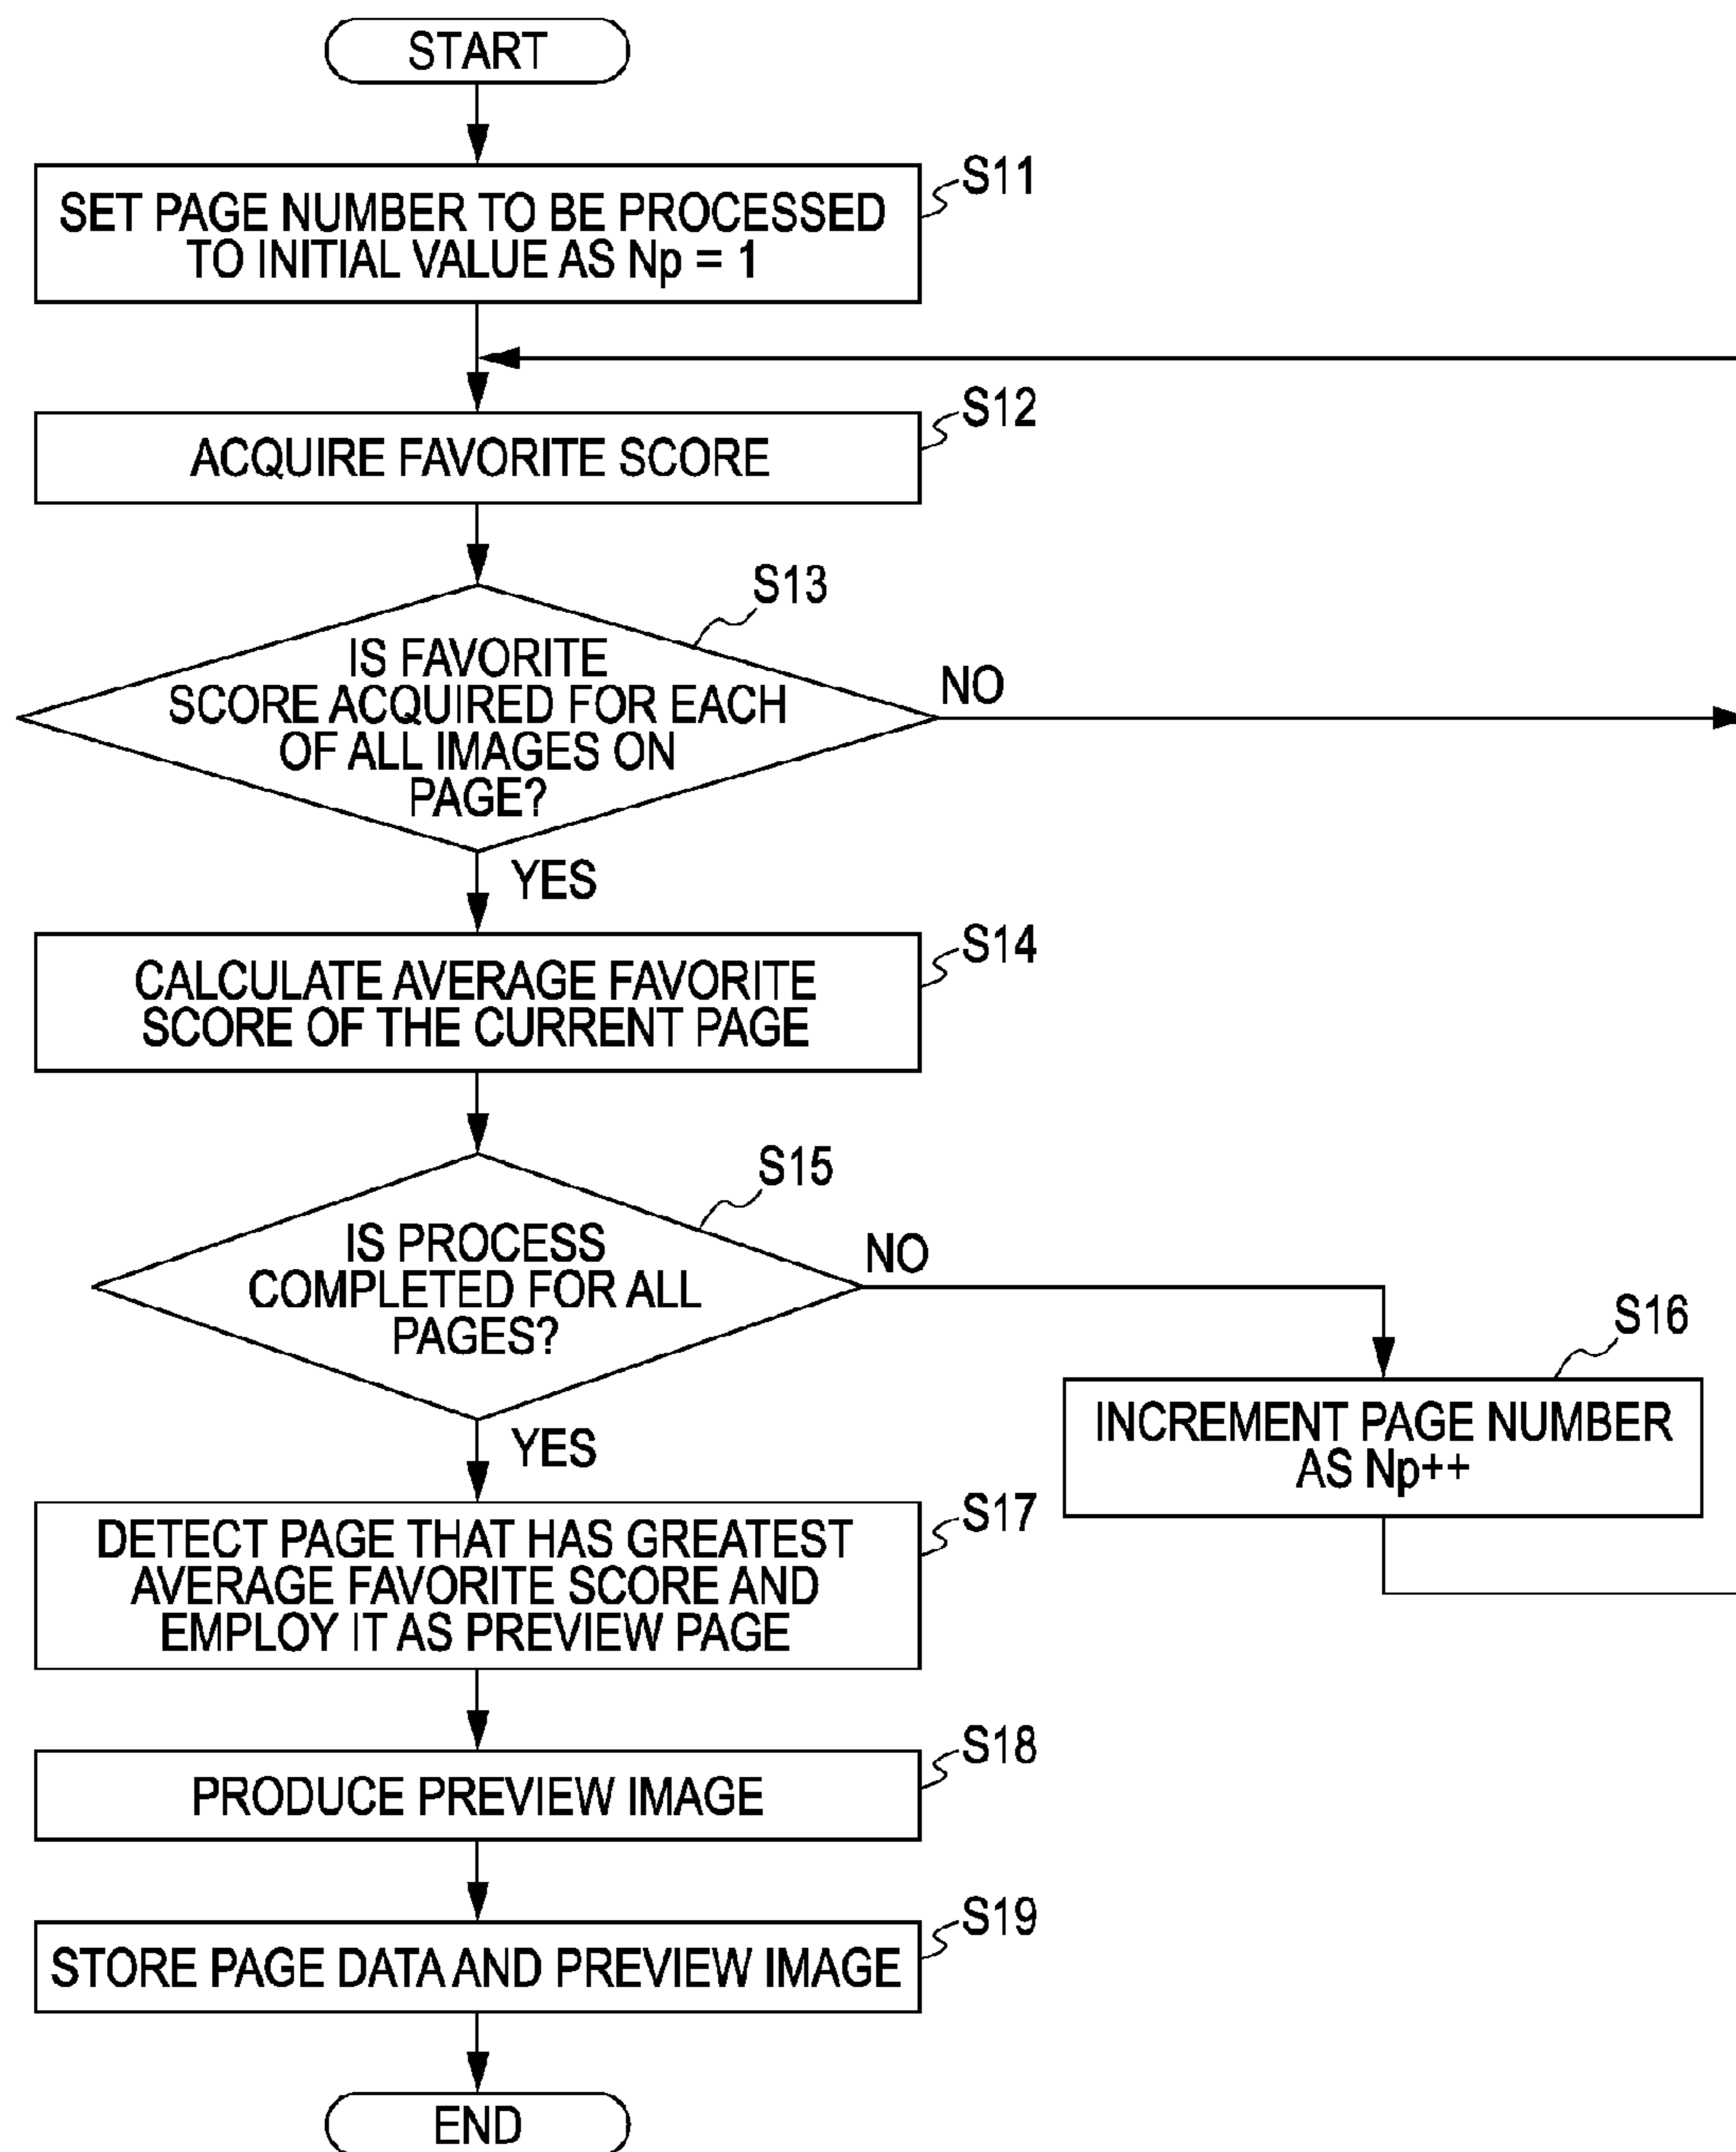 START
S11
SET PAGE NUMBER TO BE PROCESSED
TO INITIAL VALUE AS Np = 1
S12
ACQUIRE FAVORITE SCORE
S13
IS FAVORITE
SCORE ACQUIRED FOR EACH
OF ALL IMAGES ON
PAGE?
NO
YES
S14
CALCULATE AVERAGE FAVORITE
SCORE OF THE CURRENT PAGE
S15
IS PROCESS
COMPLETED FOR ALL
PAGES?
NO
S16
INCREMENT PAGE NUMBER
AS Np++
YES
S17
DETECT PAGE THAT HAS GREATEST
AVERAGE FAVORITE SCORE AND
EMPLOY IT AS PREVIEW PAGE
S18
PRODUCE PREVIEW IMAGE
S19
STORE PAGE DATA AND PREVIEW IMAGE
END